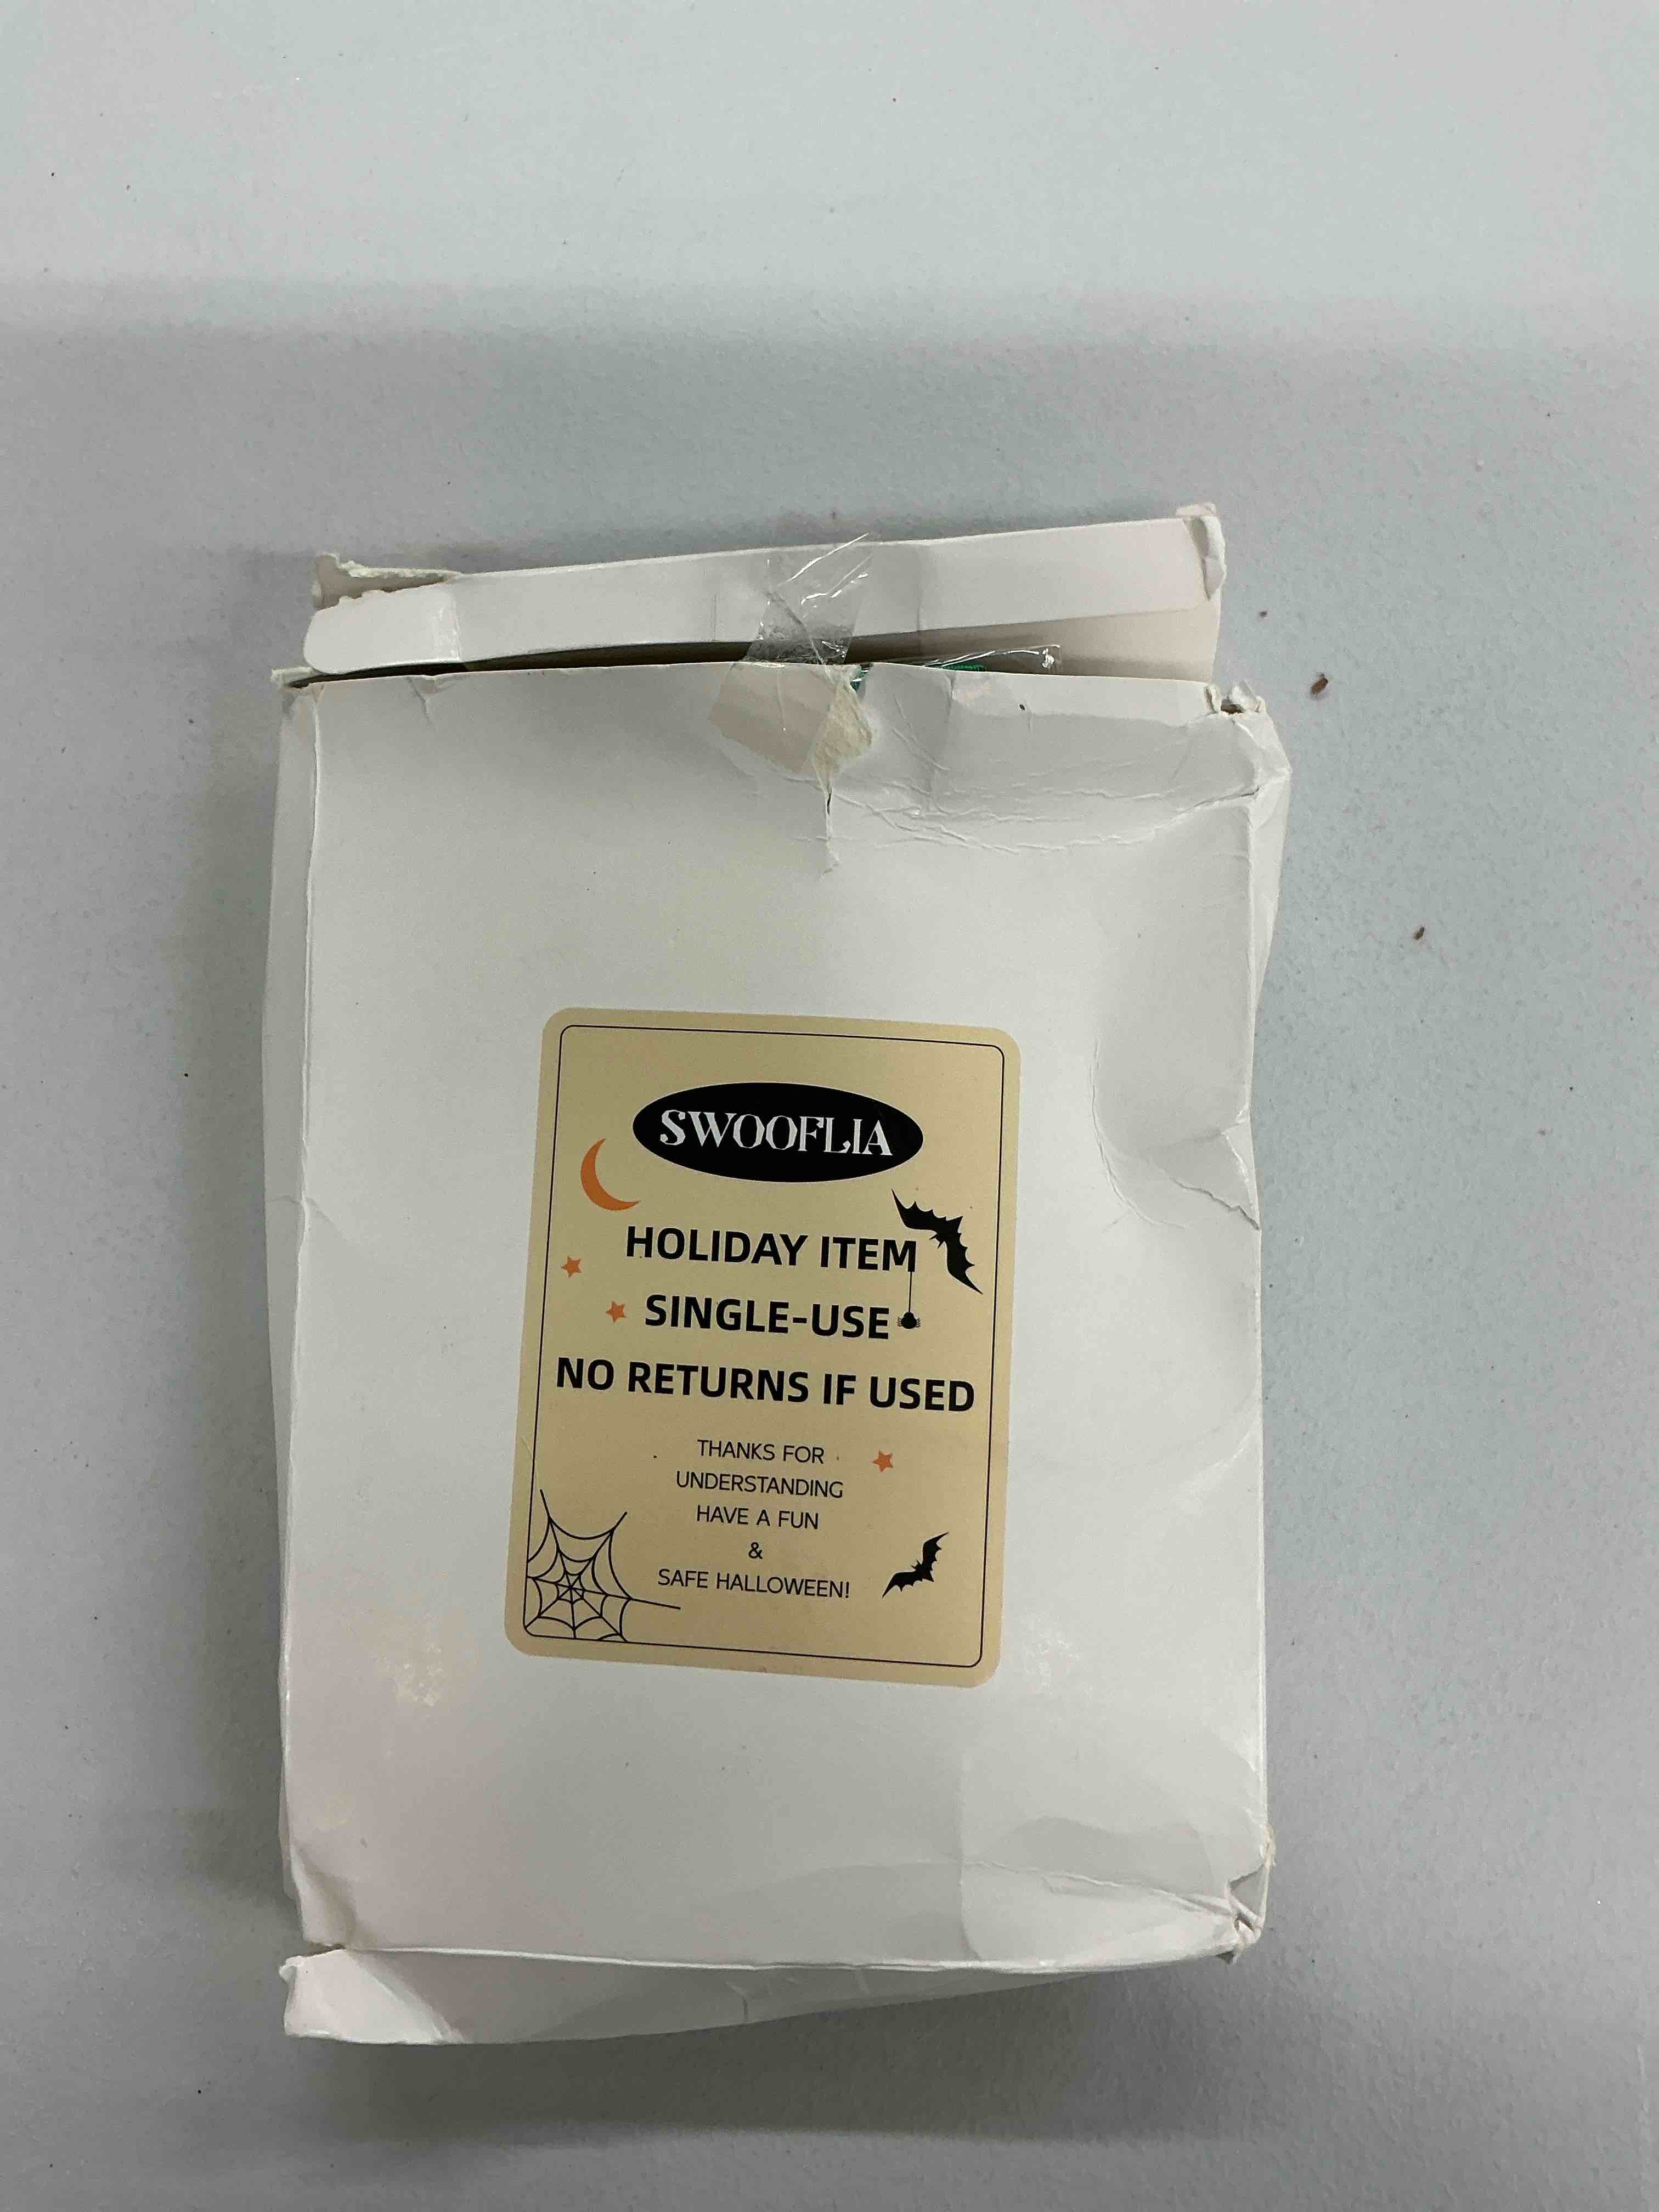 SWOOFLIA
HOLIDAY ITEM
SINGLE-USE
NO RETURNS IF USED
THANKS FOR
UNDERSTANDING
HAVE A FUN
&
SAFE HALLOWEEN!